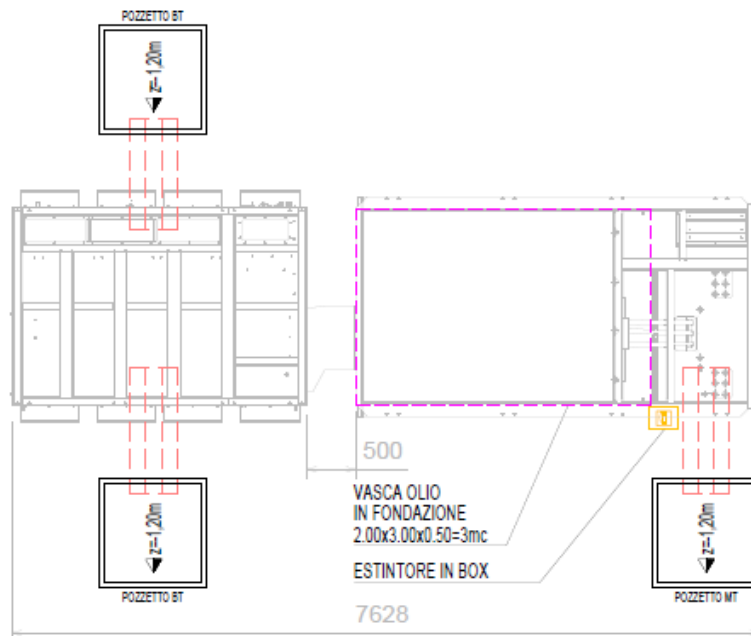 POZZETTO BT
z=-1,20m
500
VASCA OLIO
IN FONDAZIONE
2.00x3.00x0.50=3mc
ESTINTORE IN BOX
z=-1,20m
POZZETTO BT
z=-1,20m
POZZETTO MT
7628